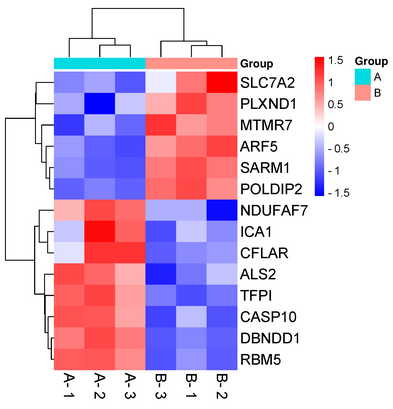 Group
SLC7A2
PLXND1
MTMR7
ARF5
SARM1
POLDIP2
NDUFAF7
ICA1
CFLAR
ALS2
TFPI
CASP10
DBNDD1
RBM5
A- 1
A- 2
A- 3
B- 3
B- 1
B- 2
1.5
1
0.5
0
- 0.5
- 1
- 1.5
Group
A
B